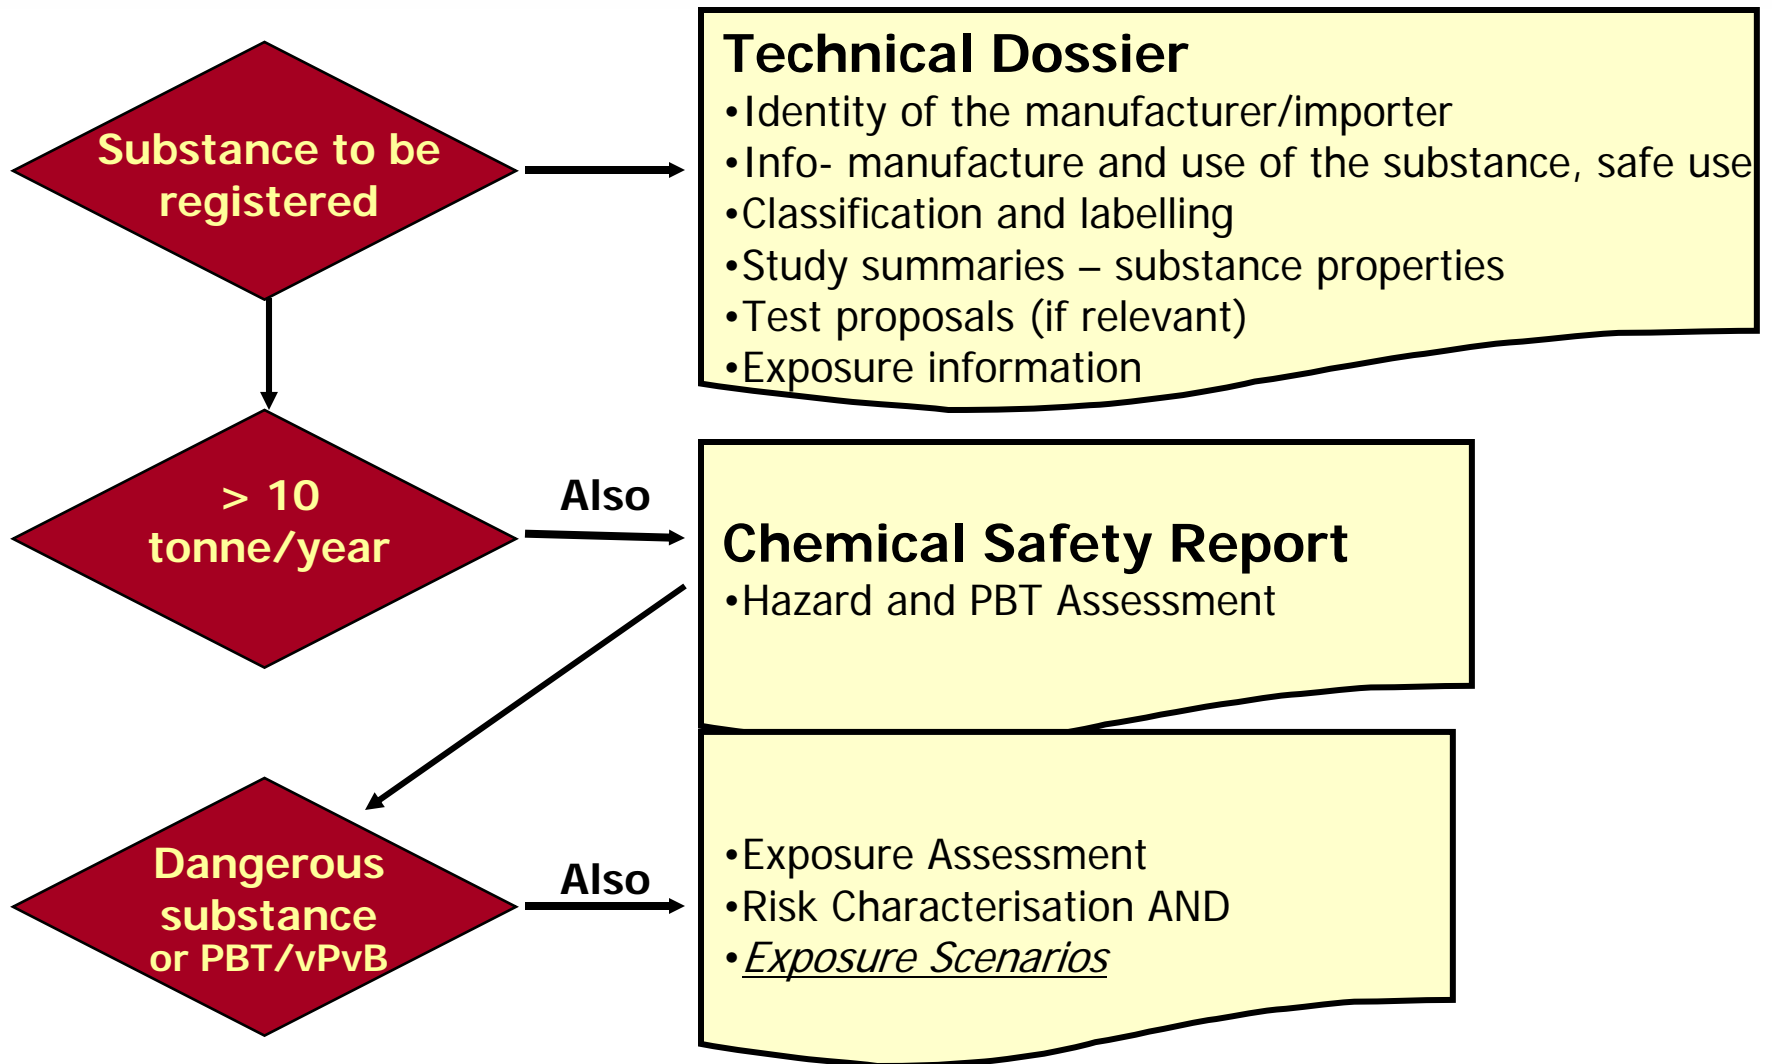 Substance to be
registered
Technical Dossier
•Identity of the manufacturer/importer
•Info- manufacture and use of the substance, safe use
•Classification and labelling
•Study summaries – substance properties
•Test proposals (if relevant)
•Exposure information
> 10
tonne/year
Also
Chemical Safety Report
•Hazard and PBT Assessment
Dangerous
substance
or PBT/vPvB
Also
•Exposure Assessment
•Risk Characterisation AND
•Exposure Scenarios